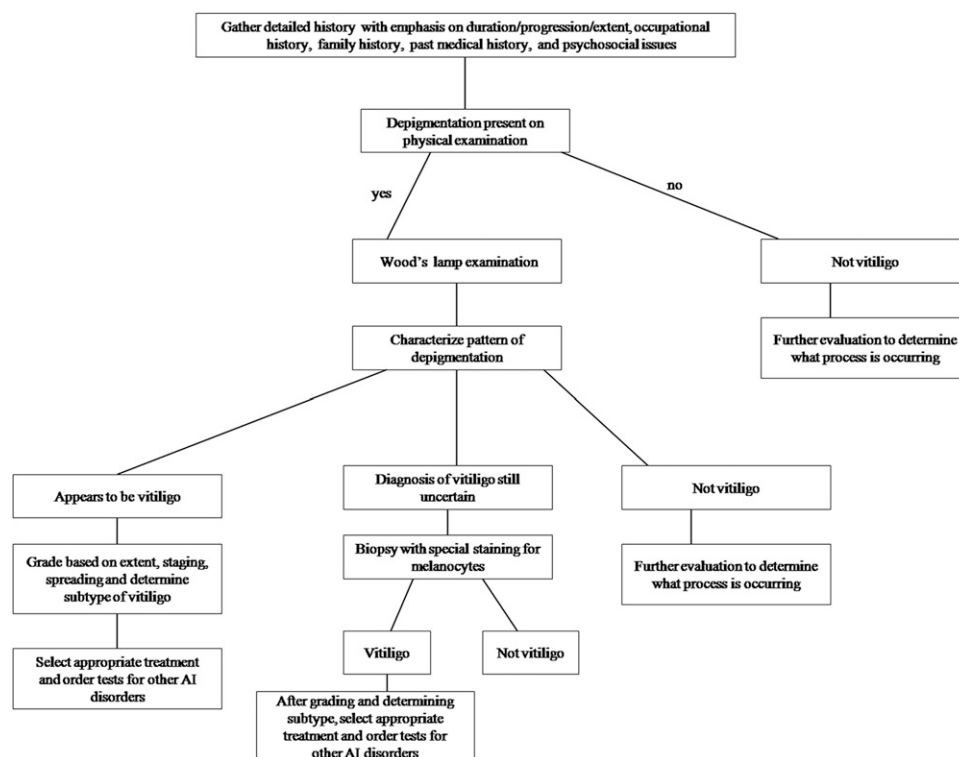 Gather detailed history with emphasis on duration/progression/extent, occupational
history, family history, past medical history, and psychosocial issues
Depigmentation present on
physical examination
yes
no
Wood's lamp examination
Not vitiligo
Characterize pattern of
depigmentation
Further evaluation to determine
what process is occurring
Appears to be vitiligo
Diagnosis of vitiligo still
uncertain
Not vitiligo
Grade based on extent, staging,
spreading and determine
subtype of vitiligo
Biopsy with special staining for
melanocytes
Further evaluation to determine
what process is occurring
Select appropriate treatment
and order tests for other AI
disorders
Vitiligo
Not vitiligo
After grading and determining
subtype, select appropriate
treatment and order tests for
other AI disorders